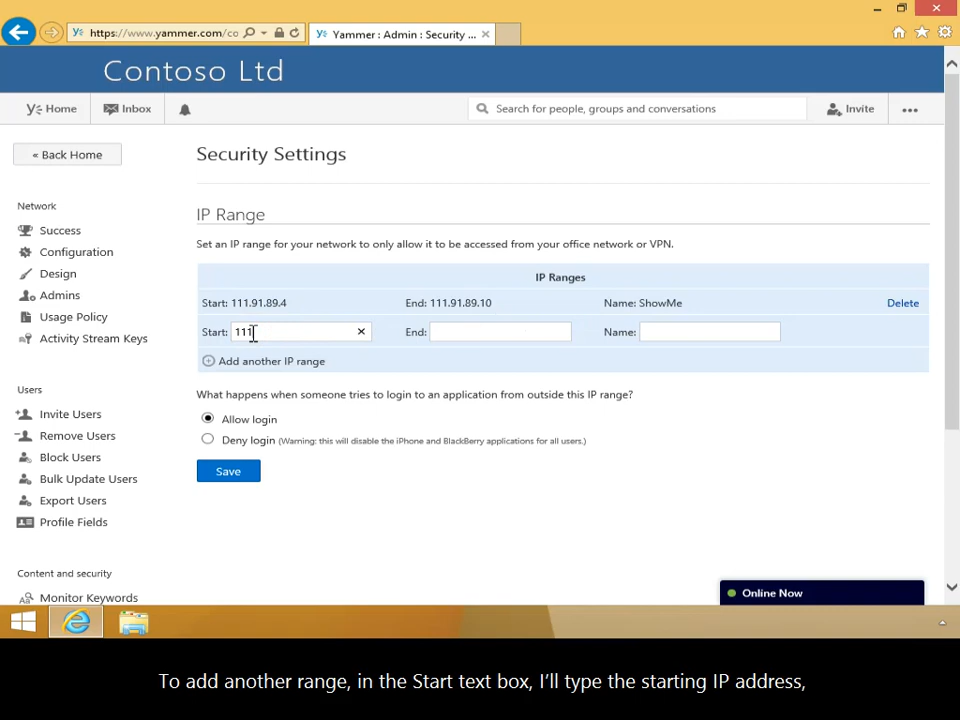 https://www.yammer.com/co
Yammer : Admin : Security ...
Contoso Ltd
Home
Inbox
Search for people, groups and conversations
Invite
« Back Home
Security Settings
Network
Success
Configuration
Design
Admins
Usage Policy
Activity Stream Keys
Users
Invite Users
Remove Users
Block Users
Bulk Update Users
Export Users
Profile Fields
Content and security
Monitor Keywords
IP Range
Set an IP range for your network to only allow it to be accessed from your office network or VPN.
IP Ranges
Start: 111.91.89.4 End: 111.91.89.10 Name: ShowMe Delete
Start: 111 End: Name:
Add another IP range
What happens when someone tries to login to an application from outside this IP range?
Allow login
Deny login (Warning: this will disable the iPhone and BlackBerry applications for all users.)
Save
Online Now
To add another range, in the Start text box, I’ll type the starting IP address,